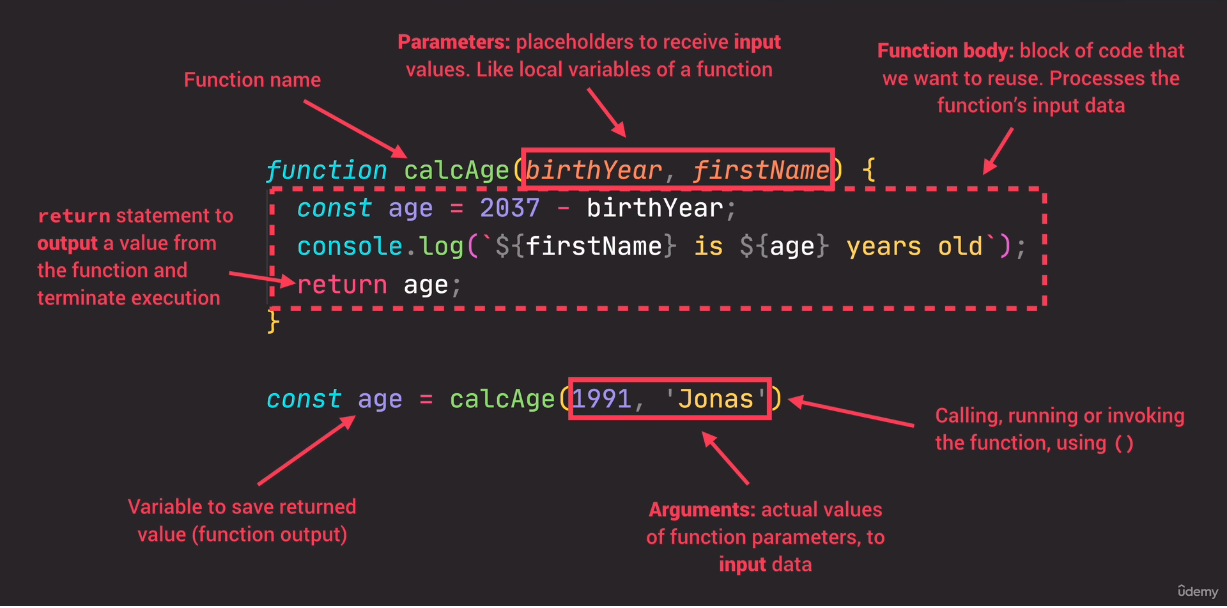 Parameters: placeholders to receive input
values. Like local variables of a function
Function name
Function body: block of code that
we want to reuse. Processes the
function's input data
function calcAge(birthYear, firstName) {
const age = 2037 - birthYear;
console.log(`${firstName} is ${age} years old`);
return age;
}
return statement to
output a value from
the function and
terminate execution
const age = calcAge(1991, 'Jonas')
Calling, running or invoking
the function, using ()
Variable to save returned
value (function output)
Arguments: actual values
of function parameters, to
input data
ûdemy